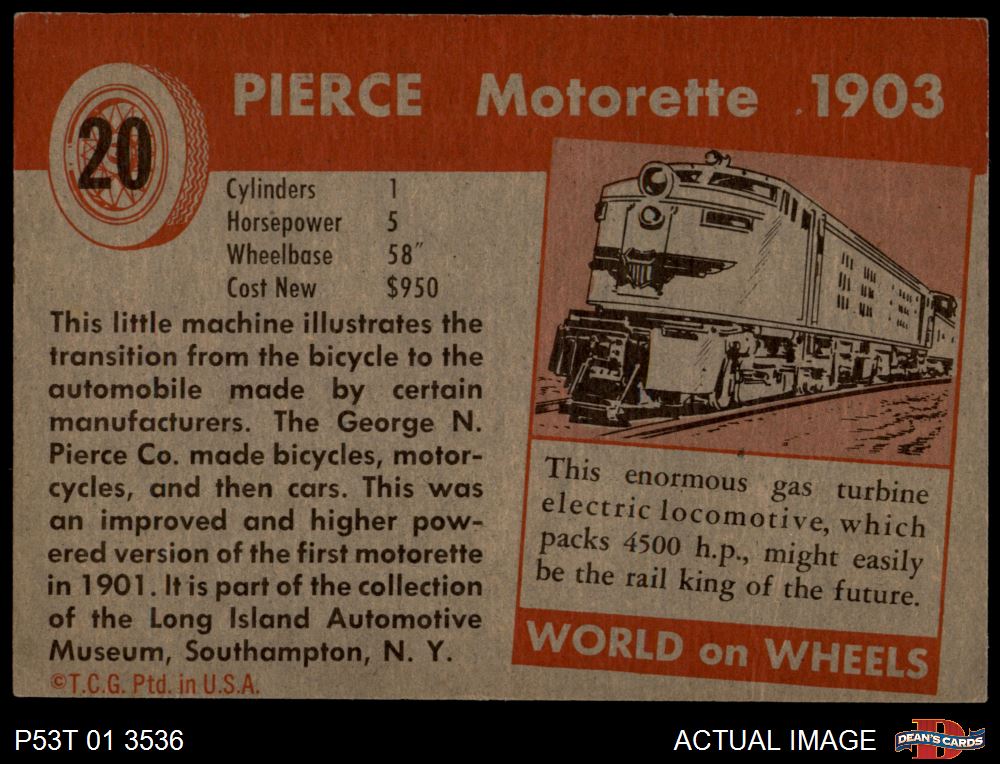 20
PIERCE Motorette 1903
Cylinders 1
Horsepower 5
Wheelbase 58"
Cost New $950
This little machine illustrates the
transition from the bicycle to the
automobile made by certain
manufacturers. The George N.
Pierce Co. made bicycles, motor-
cycles, and then cars. This was
an improved and higher pow-
ered version of the first motorette
in 1901. It is part of the collection
of the Long Island Automotive
Museum, Southampton, N. Y.
©T.C.G. Ptd. in U.S.A.
This enormous gas turbine
electric locomotive, which
packs 4500 h.p., might easily
be the rail king of the future.
WORLD on WHEELS
P53T 01 3536
ACTUAL IMAGE
DEAN'S CARDS